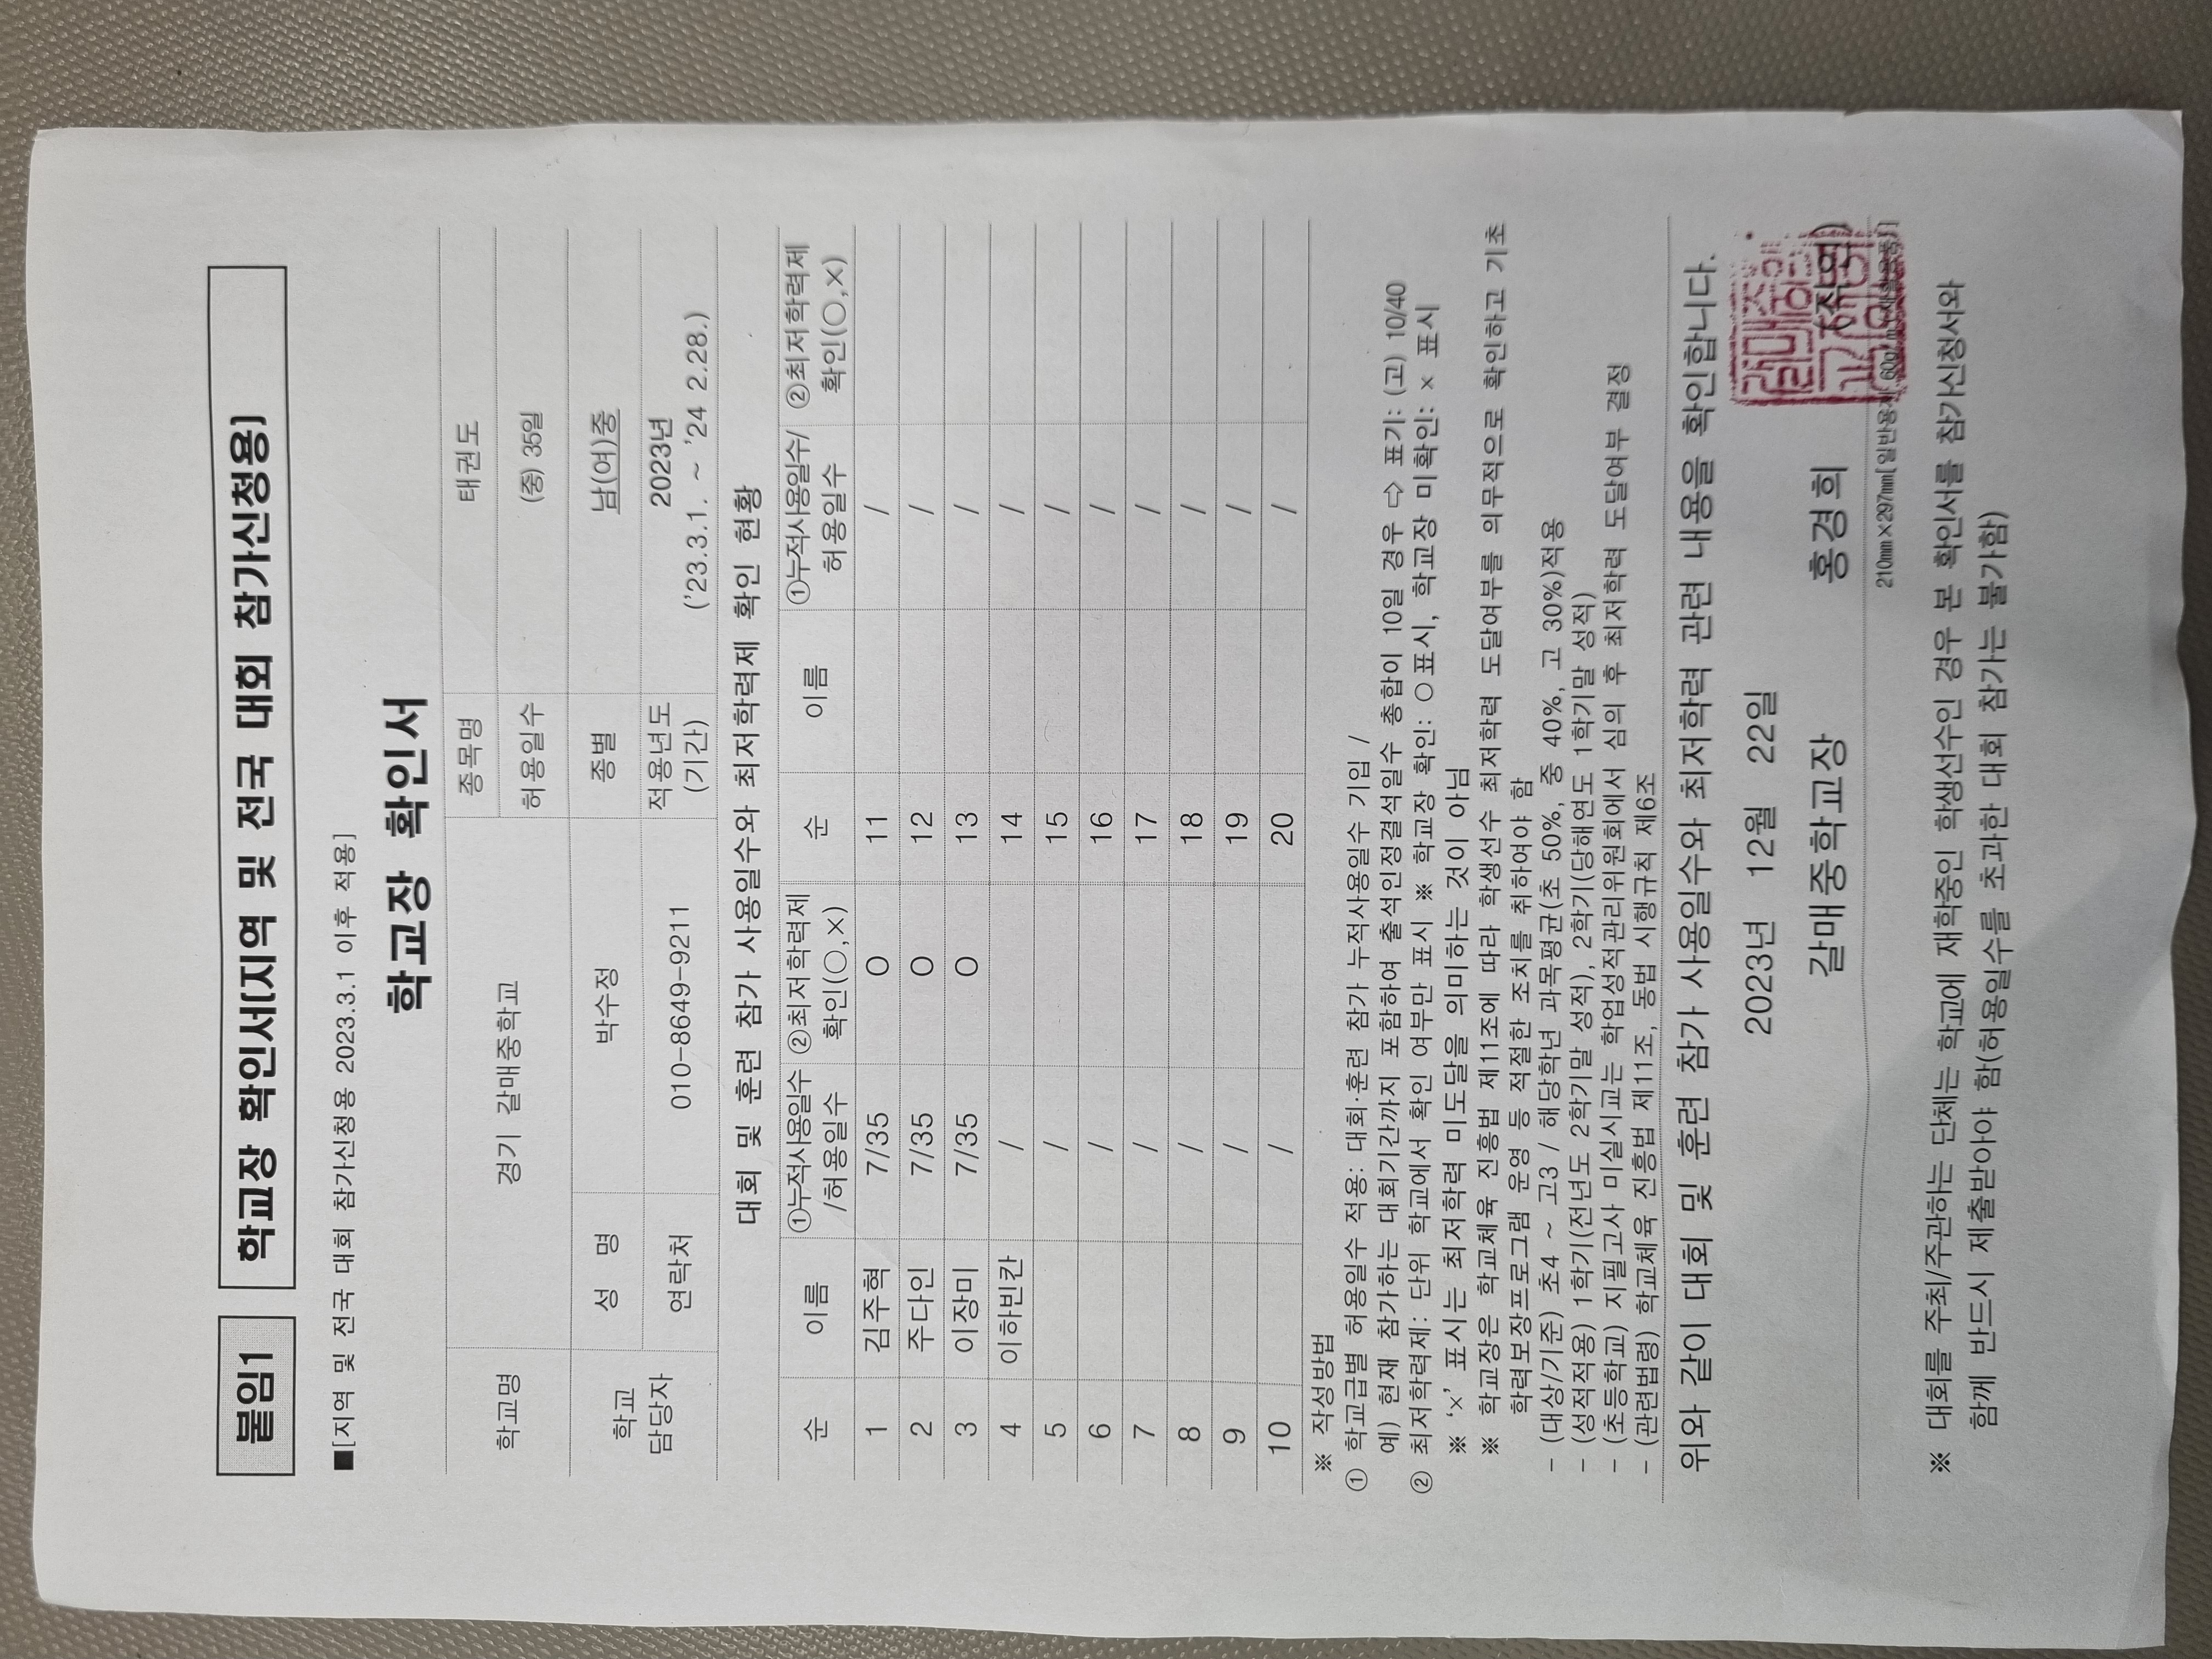 붙임1 학교장 확인서(지역 및 전국 대회 참가신청용)
■[지역 및 전국 대회 참가신청용 2023.3.1 이후 적용]
학교장 확인서
학교명 경기 갈매중학교 종목명 태권도
허용일수 (중) 35일
학교 담당자 성 명 박수정 종별 남(여)중
연락처 010-8649-9211 적용년도 (기간) 2023년
('23.3.1. ~ '24 2.28.)
대회 및 훈련 참가 사용일수와 최저학력제 확인 현황
순 이름 ①누적사용일수/허용일수 ②최저학력제 확인(○,×) 순 이름 ①누적사용일수/허용일수 ②최저학력제 확인(○,×)
1 김주혁 7/35 ○ 11 /
2 주다인 7/35 ○ 12 /
3 이장미 7/35 ○ 13 /
4 이하빈칸 / 14 /
5 / 15 /
6 / 16 /
7 / 17 /
8 / 18 /
9 / 19 /
10 / 20 /
※ 작성방법
① 학교급별 허용일수 적용: 대회·훈련 참가 누적사용일수 기입 /
예) 현재 참가하는 대회기간까지 포함하여 출석인정결석일수 총합이 10일 경우 ⇨ 표기: (고) 10/40
② 최저학력제: 단위 학교에서 확인 여부만 표시 ※ 학교장 확인: ○표시, 학교장 미확인: × 표시
※ '×' 표시는 최저학력 미도달을 의미하는 것이 아님
※ 학교장은 학교체육 진흥법 제11조에 따라 학생선수 최저학력 도달여부를 의무적으로 확인하고 기초
학력보장프로그램 운영 등 적절한 조치를 취하여야 함
- (대상/기준) 초4 ~ 고3 / 해당학년 과목평균(초 50%, 중 40%, 고 30%)적용
- (성적적용) 1학기(전년도 2학기말 성적), 2학기(당해연도 1학기말 성적)
- (초등학교) 지필고사 미실시교는 학업성적관리위원회에서 심의 후 최저학력 도달여부 결정
- (관련법령) 학교체육 진흥법 제11조, 동법 시행규칙 제6조
위와 같이 대회 및 훈련 참가 사용일수와 최저학력 관련 내용을 확인합니다.
2023년 12월 22일
갈매중학교장 홍경희 (직인)
210mm×297mm[일반용지 60g/㎡(재활용품)]
※ 대회를 주최/주관하는 단체는 학교에 재학중인 학생선수인 경우 본 확인서를 참가신청서와
함께 반드시 제출받아야 함(허용일수를 초과한 대회 참가는 불가함)